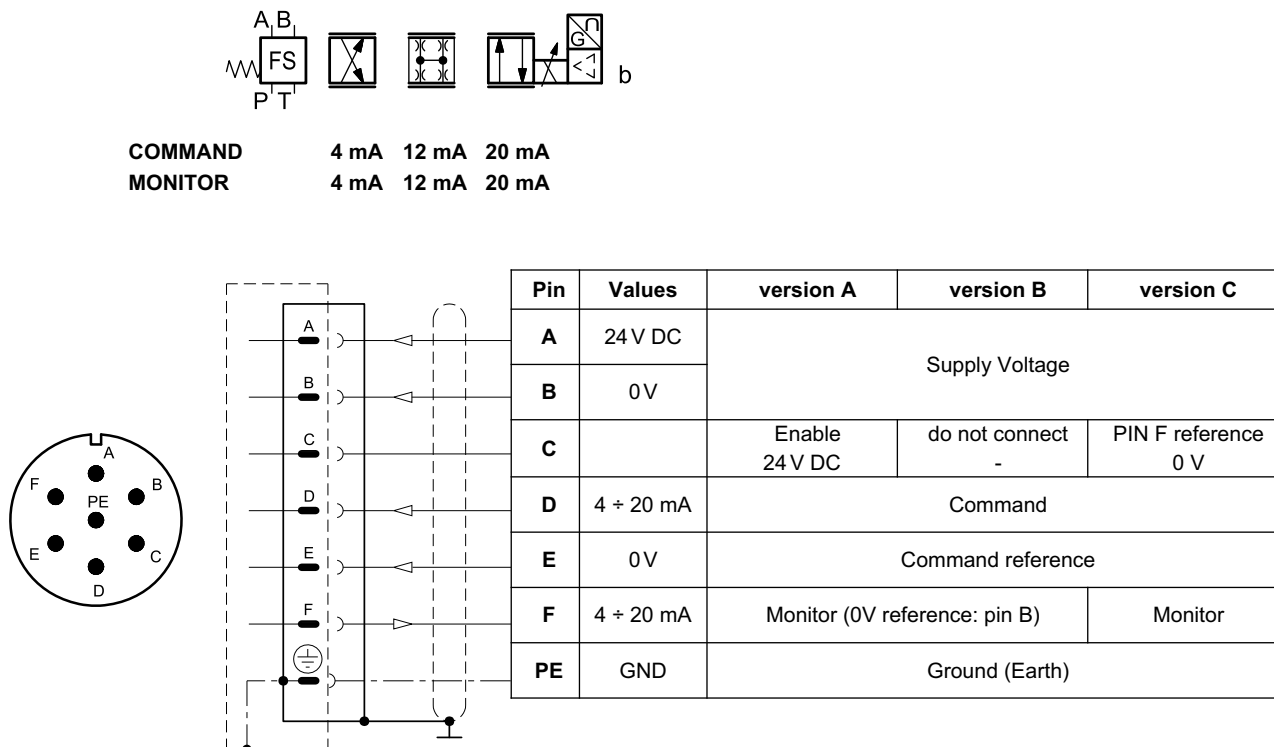 A B
FS
P T
G
b
COMMAND 4 mA 12 mA 20 mA
MONITOR 4 mA 12 mA 20 mA
A
B
C
D
E
F
PE
A
B
C
D
E
F
Pin Values version A version B version C
A 24 V DC Supply Voltage
B 0 V
C Enable 24 V DC do not connect - PIN F reference 0 V
D 4 ÷ 20 mA Command
E 0 V Command reference
F 4 ÷ 20 mA Monitor (0V reference: pin B) Monitor
PE GND Ground (Earth)